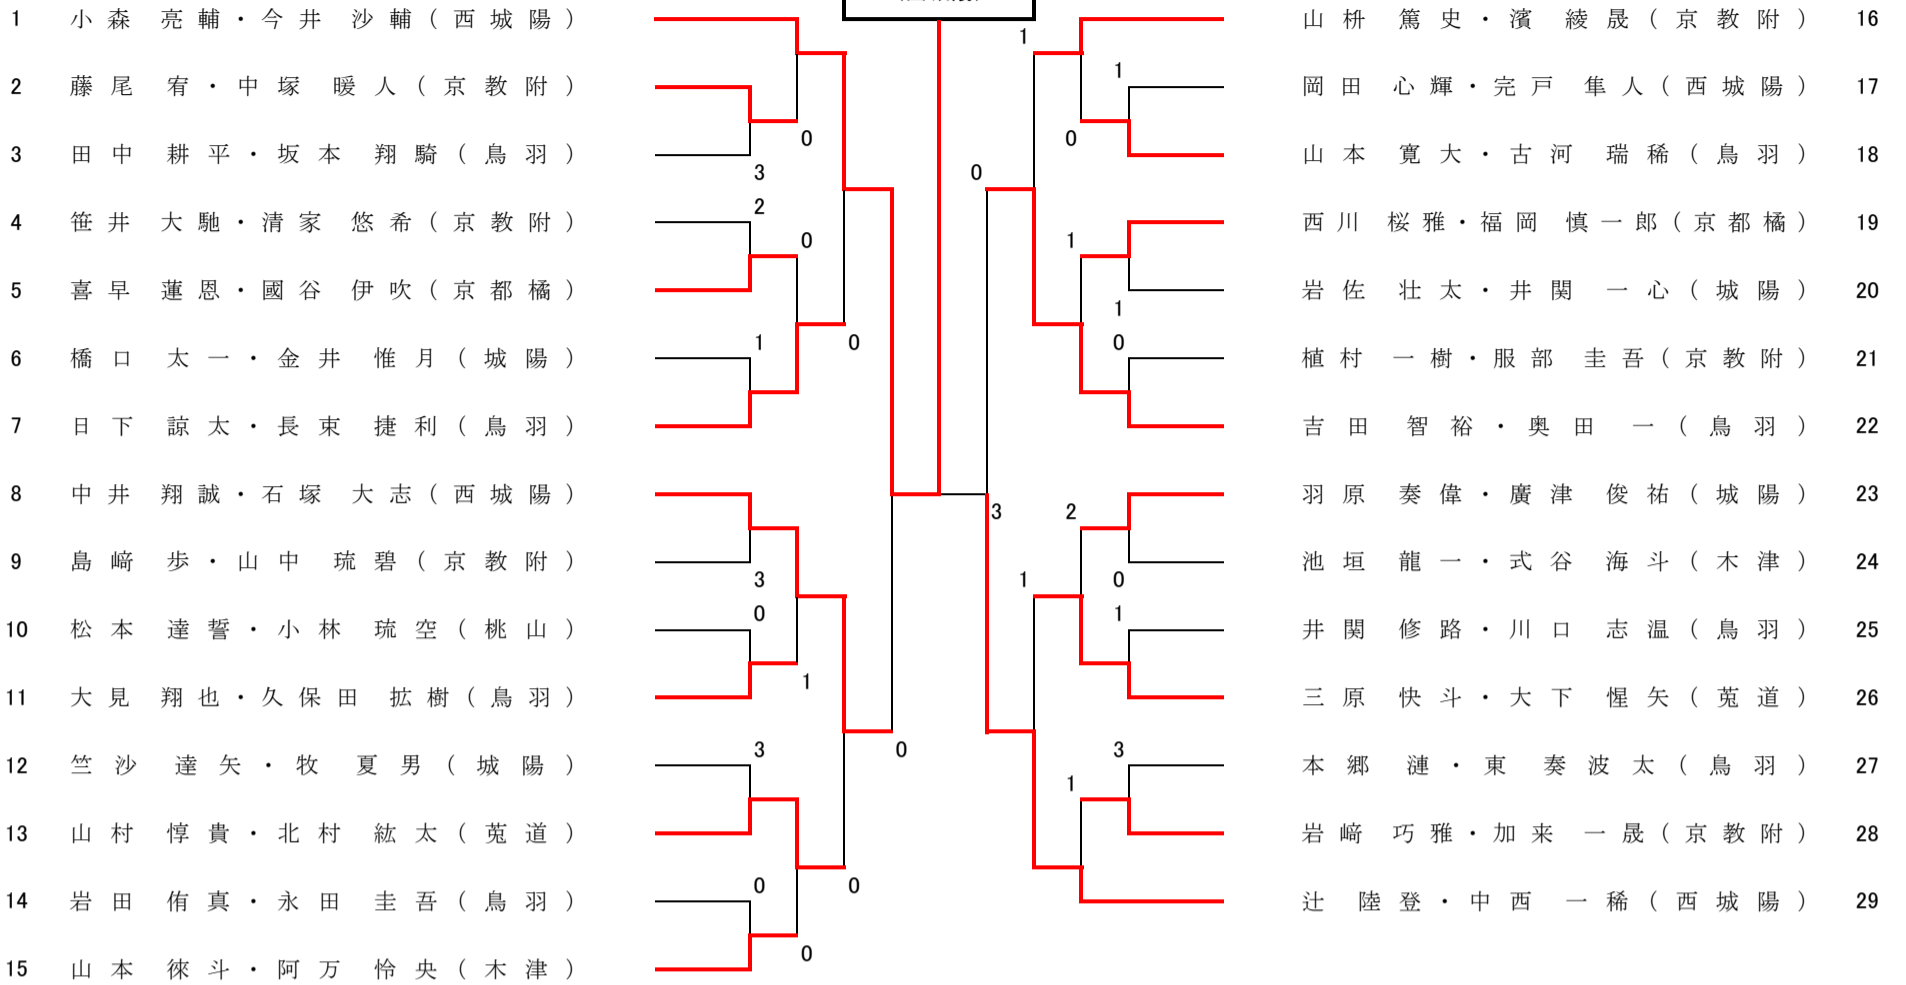 1 小森 亮輔・今井 沙輔(西城陽)
2 藤尾 宥・中塚 暖人(京教附)
3 田中 耕平・坂本 翔騎(鳥羽)
4 笹井 大馳・清家 悠希(京教附)
5 喜早 蓮恩・國谷 伊吹(京都橘)
6 橋口 太一・金井 惟月(城陽)
7 日下 諒太・長束 捷利(鳥羽)
8 中井 翔誠・石塚 大志(西城陽)
9 島﨑 歩・山中 琉碧(京教附)
10 松本 達誓・小林 琉空(桃山)
11 大見 翔也・久保田 拡樹(鳥羽)
12 竺沙 達矢・牧 夏男(城陽)
13 山村 惇貴・北村 紘太(莵道)
14 岩田 侑真・永田 圭吾(鳥羽)
15 山本 徠斗・阿万 怜央(木津)
0
3
2
0
1
0
3
0
1
3
0
0
0
0
1
1
0
0
1
1
0
3
2
1
0
1
3
1
山枡 篤史・濱 綾晟(京教附) 16
岡田 心輝・完戸 隼人(西城陽) 17
山本 寛大・古河 瑞稀(鳥羽) 18
西川 桜雅・福岡 慎一郎(京都橘) 19
岩佐 壮太・井関 一心(城陽) 20
植村 一樹・服部 圭吾(京教附) 21
吉田 智裕・奥田 一(鳥羽) 22
羽原 奏偉・廣津 俊祐(城陽) 23
池垣 龍一・式谷 海斗(木津) 24
井関 修路・川口 志温(鳥羽) 25
三原 快斗・大下 惺矢(莵道) 26
本郷 漣・東 奏波太(鳥羽) 27
岩﨑 巧雅・加来 一晟(京教附) 28
辻 陸登・中西 一稀(西城陽) 29